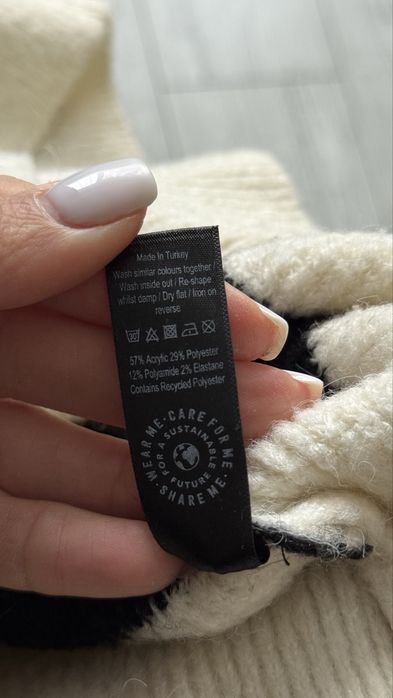 Made In Turkey
Wash similar colours together
Wash inside out / Re-shape
whilst damp / Dry flat / Iron on
reverse
30
57% Acrylic 29% Polyester
12% Polyamide 2% Elastane
Contains Recycled Polyester
WEAR ME · CARE FOR ME · SHARE ME ·
FOR A SUSTAINABLE FUTURE